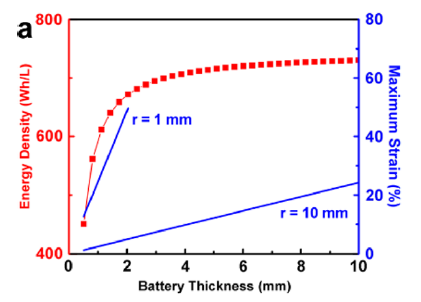 a
800
600
400
Energy Density (Wh/L)
80
60
40
20
0
Maximum Strain (%)
r = 1 mm
r = 10 mm
0 2 4 6 8 10
Battery Thickness (mm)